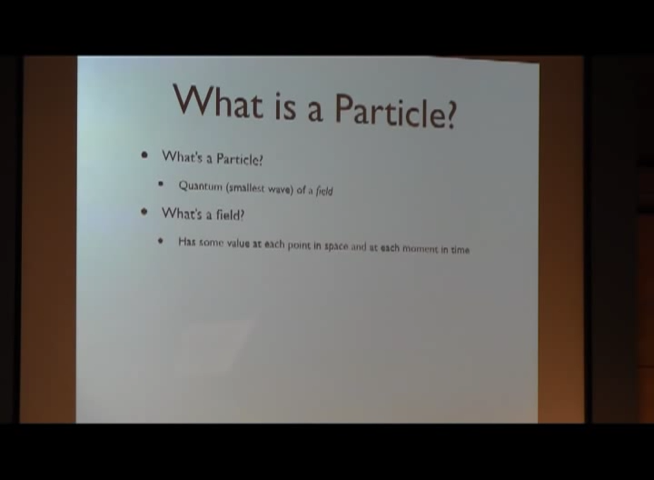 What is a Particle?
• What's a Particle?
• Quantum (smallest wave) of a field
• What's a field?
• Has some value at each point in space and at each moment in time